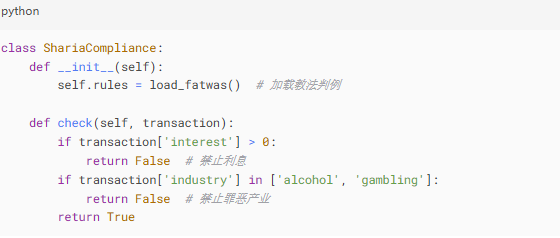 python
class ShariaCompliance:
    def __init__(self):
        self.rules = load_fatwas()  # 加载教法判例
    def check(self, transaction):
        if transaction['interest'] > 0:
            return False  # 禁止利息
        if transaction['industry'] in ['alcohol', 'gambling']:
            return False  # 禁止罪恶产业
        return True